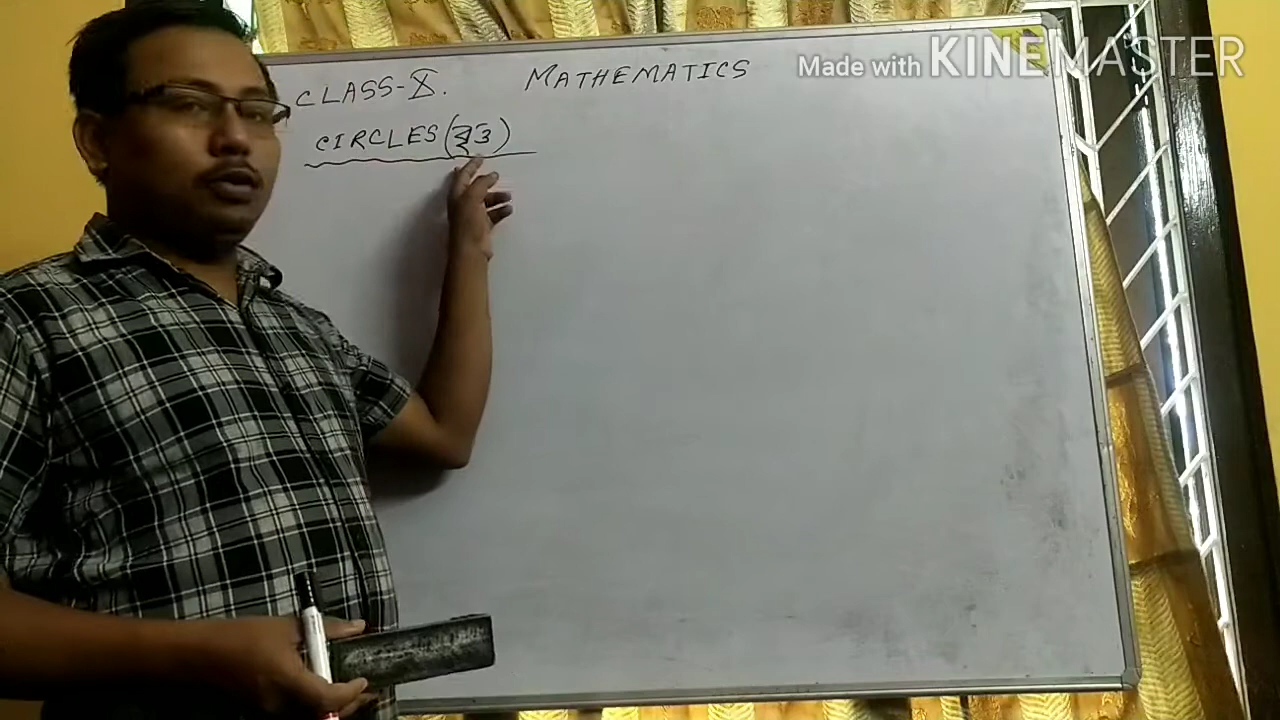 Made with KINEMASTER
CLASS-X. MATHEMATICS
CIRCLES (বৃত্ত)